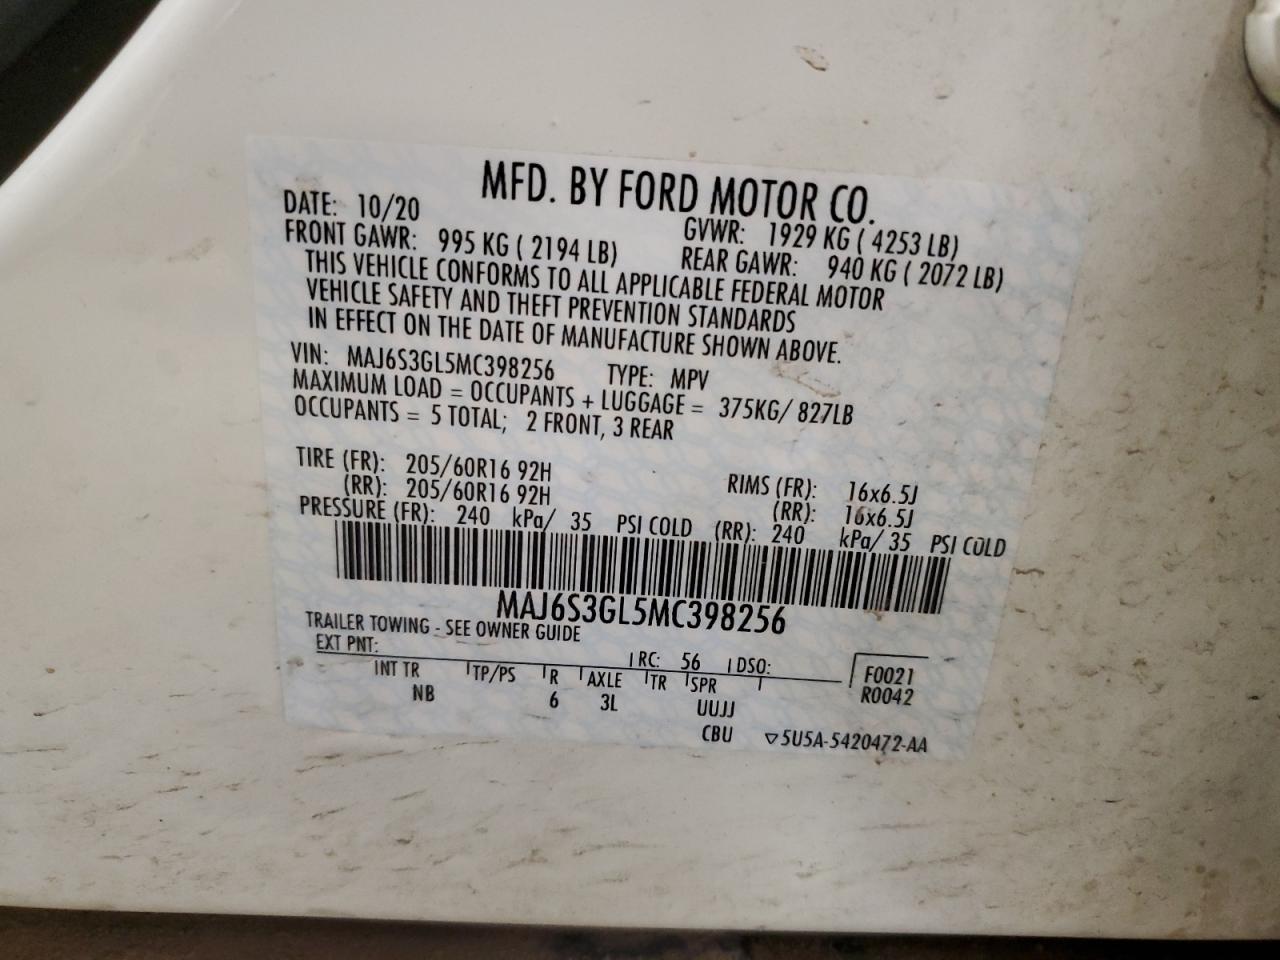 MFD. BY FORD MOTOR CO.
DATE: 10/20 GVWR: 1929 KG ( 4253 LB)
FRONT GAWR: 995 KG ( 2194 LB) REAR GAWR: 940 KG ( 2072 LB)
THIS VEHICLE CONFORMS TO ALL APPLICABLE FEDERAL MOTOR
VEHICLE SAFETY AND THEFT PREVENTION STANDARDS
IN EFFECT ON THE DATE OF MANUFACTURE SHOWN ABOVE.
VIN: MAJ6S3GL5MC398256 TYPE: MPV
MAXIMUM LOAD = OCCUPANTS + LUGGAGE = 375KG/ 827LB
OCCUPANTS = 5 TOTAL; 2 FRONT, 3 REAR
TIRE (FR): 205/60R16 92H RIMS (FR): 16x6.5J
(RR): 205/60R16 92H (RR): 16x6.5J
PRESSURE (FR): 240 kPa/ 35 PSI COLD (RR): 240 kPa/ 35 PSI COLD
MAJ6S3GL5MC398256
TRAILER TOWING - SEE OWNER GUIDE
EXT PNT: RC: 56 DSO: F0021
INT TR TP/PS R AXLE TR SPR R0042
NB 6 3L UUJJ
CBU ▽5U5A-5420472-AA